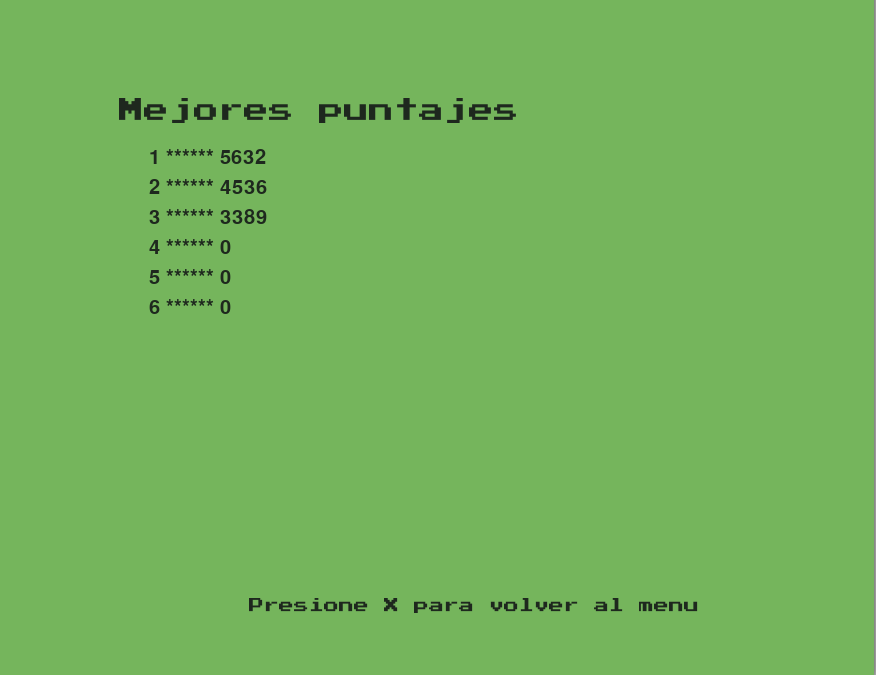 Mejores puntajes
1 ****** 5632
2 ****** 4536
3 ****** 3389
4 ****** 0
5 ****** 0
6 ****** 0
Presione X para volver al menu